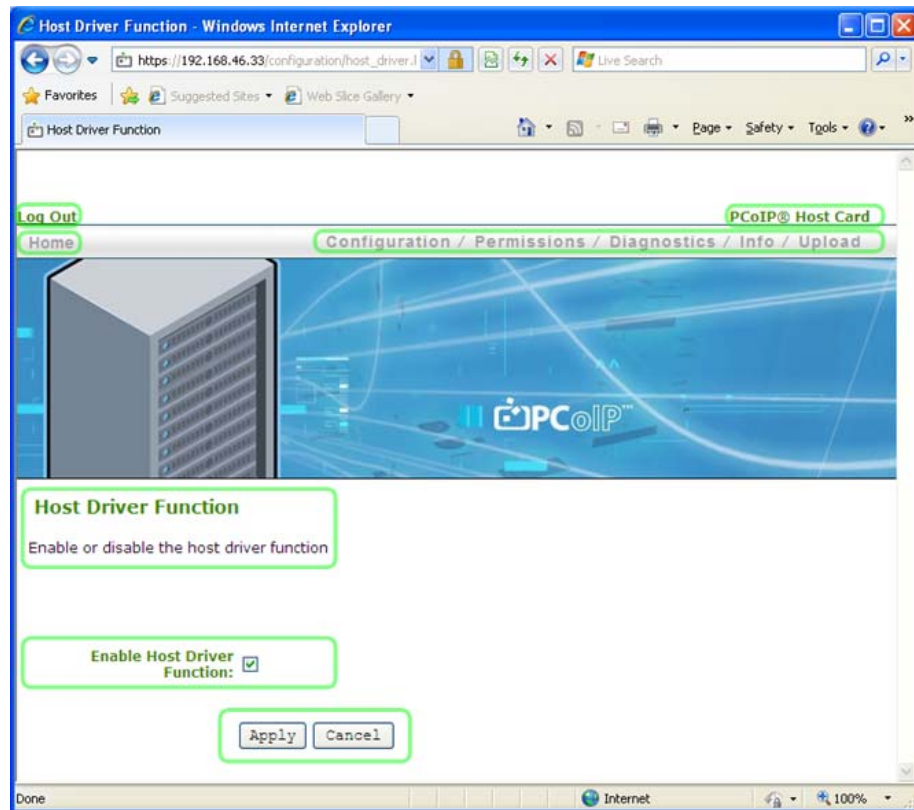 Host Driver Function - Windows Internet Explorer
https://192.168.46.33/configuration/host_driver.
Live Search
Favorites Suggested Sites Web Slice Gallery
Host Driver Function
Page Safety Tools »
Log Out PCoIP® Host Card
Home Configuration / Permissions / Diagnostics / Info / Upload
PCoIP™
Host Driver Function
Enable or disable the host driver function
Enable Host Driver
Function:
Apply Cancel
Done Internet 100%